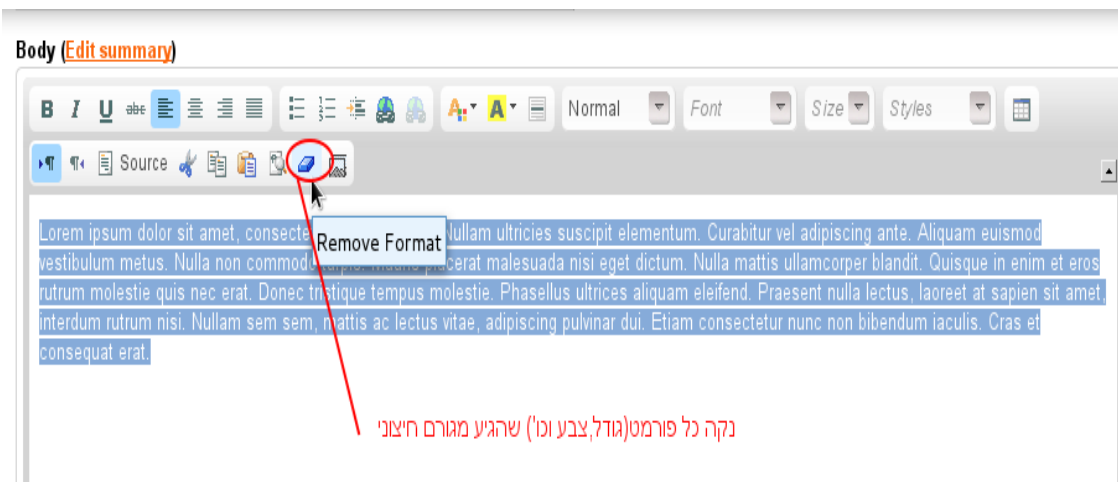 Body (Edit summary)
B I U abc A A Normal Font Size Styles
Source
Lorem ipsum dolor sit amet, Nullam ultricies suscipit elementum. Curabitur vel adipiscing ante. Aliquam euismod
Remove Format
vestibulum metus. Nulla non malesuada nisi eget dictum. Nulla mattis ullamcorper blandit. Quisque in enim et eros
rutrum molestie quis nec erat. Donec tristique tempus molestie. Phasellus ultrices aliquam eleifend. Praesent nulla lectus, laoreet at sapien sit amet,
interdum rutrum nisi. Nullam sem sem, mattis ac lectus vitae, adipiscing pulvinar dui. Etiam consectetur nunc non bibendum iaculis. Cras et
consequat erat.
נקה כל פורמט(גודל,צבע וכו') שהגיע מגורם חיצוני